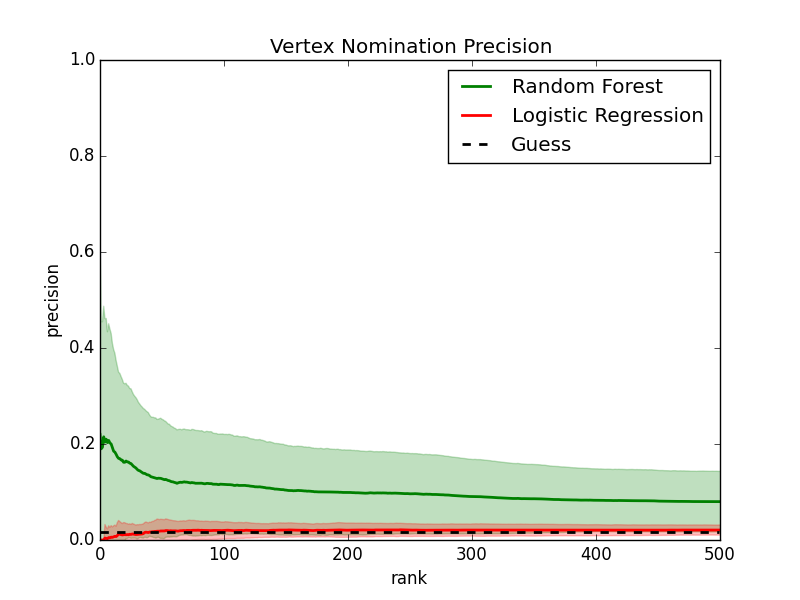 Vertex Nomination Precision
1.0
0.8
0.6
0.4
0.2
0.0
precision
Random Forest
Logistic Regression
Guess
0
100
200
300
400
500
rank